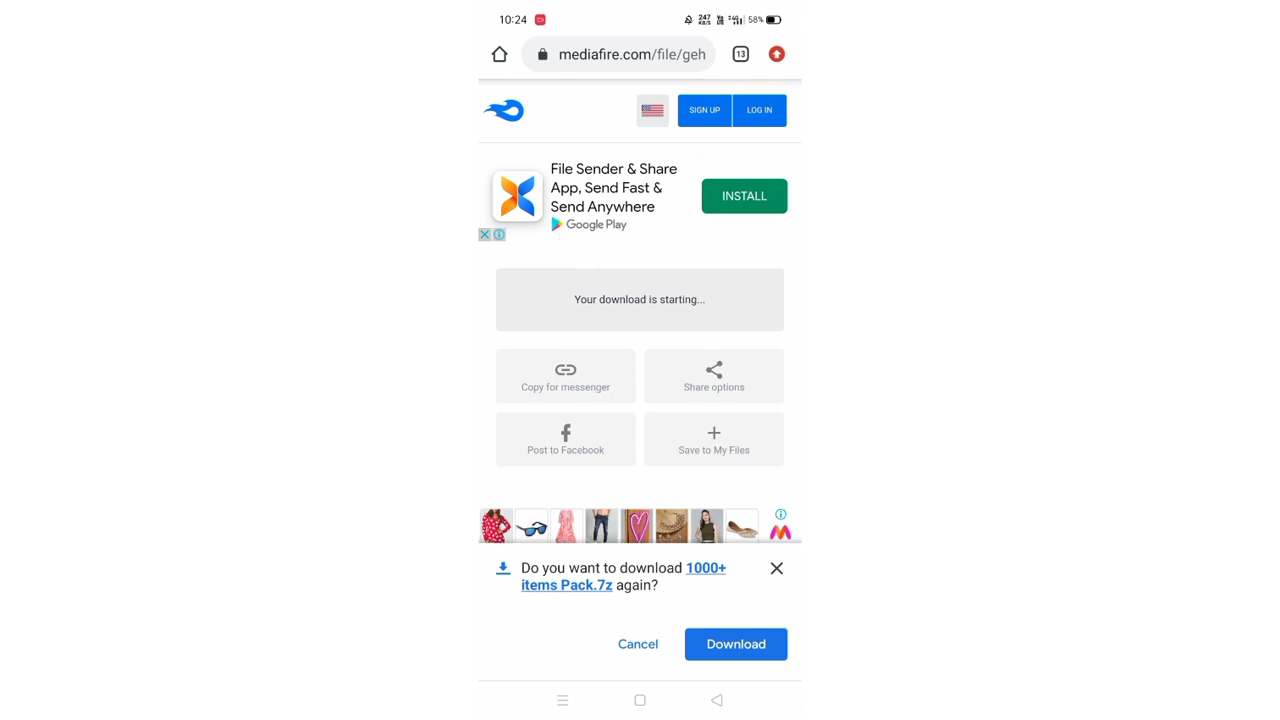 10:24
247 KB/S
58%
mediafire.com/file/geh
13
SIGN UP
LOG IN
File Sender & Share
App, Send Fast &
Send Anywhere
Google Play
INSTALL
Your download is starting...
Copy for messenger
Share options
Post to Facebook
Save to My Files
Do you want to download 1000+
items Pack.7z again?
Cancel
Download